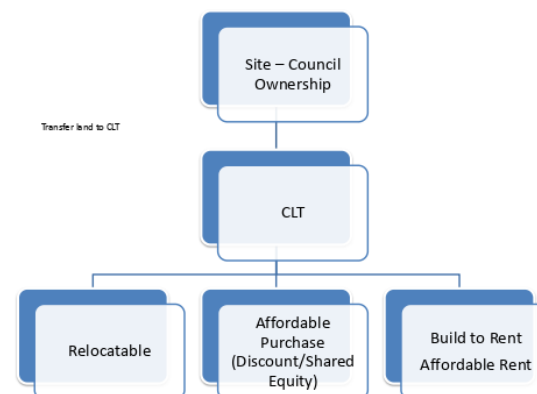 Site – Council
Ownership
Transfer land to CLT
CLT
Relocatable
Affordable
Purchase
(Discount/Shared
Equity)
Build to Rent
Affordable Rent